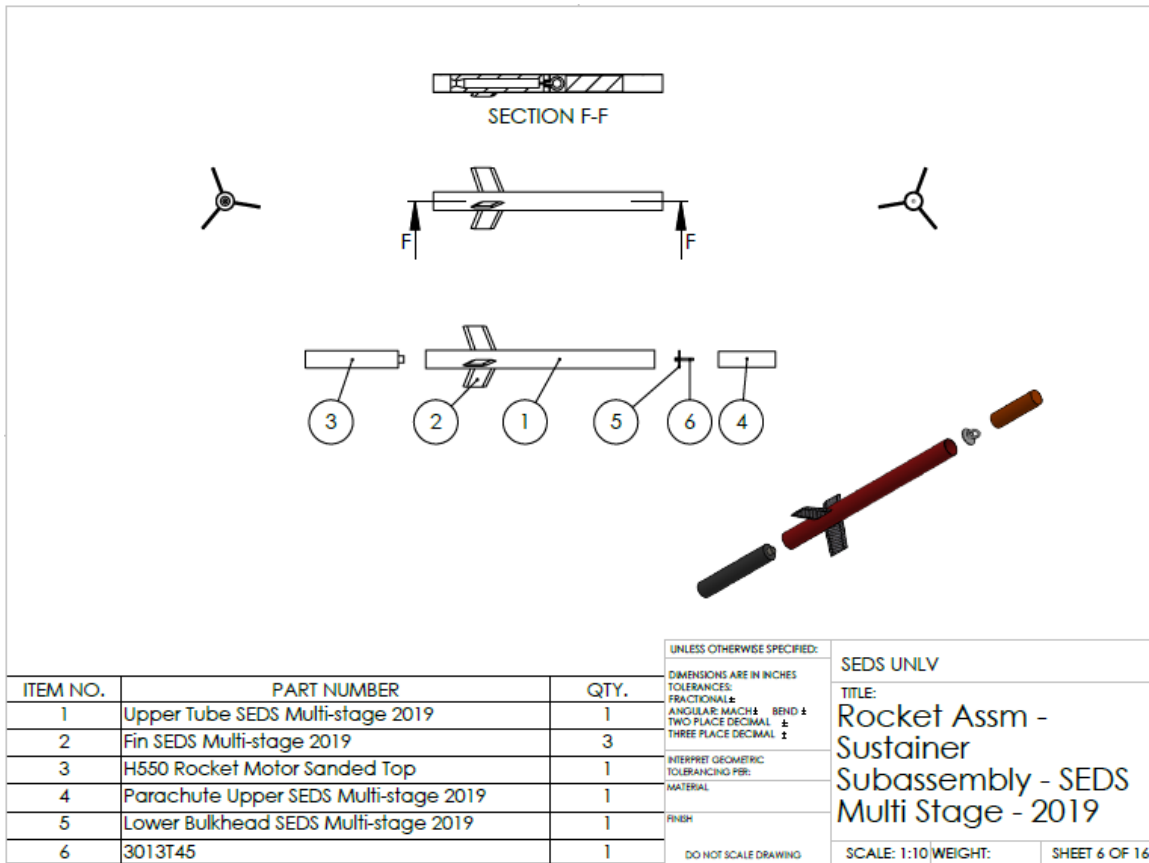 SECTION F-F
F
F
3
2
1
5
6
4
ITEM NO. PART NUMBER QTY.
1 Upper Tube SEDS Multi-stage 2019 1
2 Fin SEDS Multi-stage 2019 3
3 H550 Rocket Motor Sanded Top 1
4 Parachute Upper SEDS Multi-stage 2019 1
5 Lower Bulkhead SEDS Multi-stage 2019 1
6 3013T45 1
UNLESS OTHERWISE SPECIFIED:
DIMENSIONS ARE IN INCHES
TOLERANCES:
FRACTIONAL±
ANGULAR: MACH± BEND ±
TWO PLACE DECIMAL ±
THREE PLACE DECIMAL ±
INTERPRET GEOMETRIC
TOLERANCING PER:
MATERIAL
FINISH
DO NOT SCALE DRAWING
SEDS UNLV
TITLE:
Rocket Assm -
Sustainer
Subassembly - SEDS
Multi Stage - 2019
SCALE: 1:10 WEIGHT: SHEET 6 OF 16